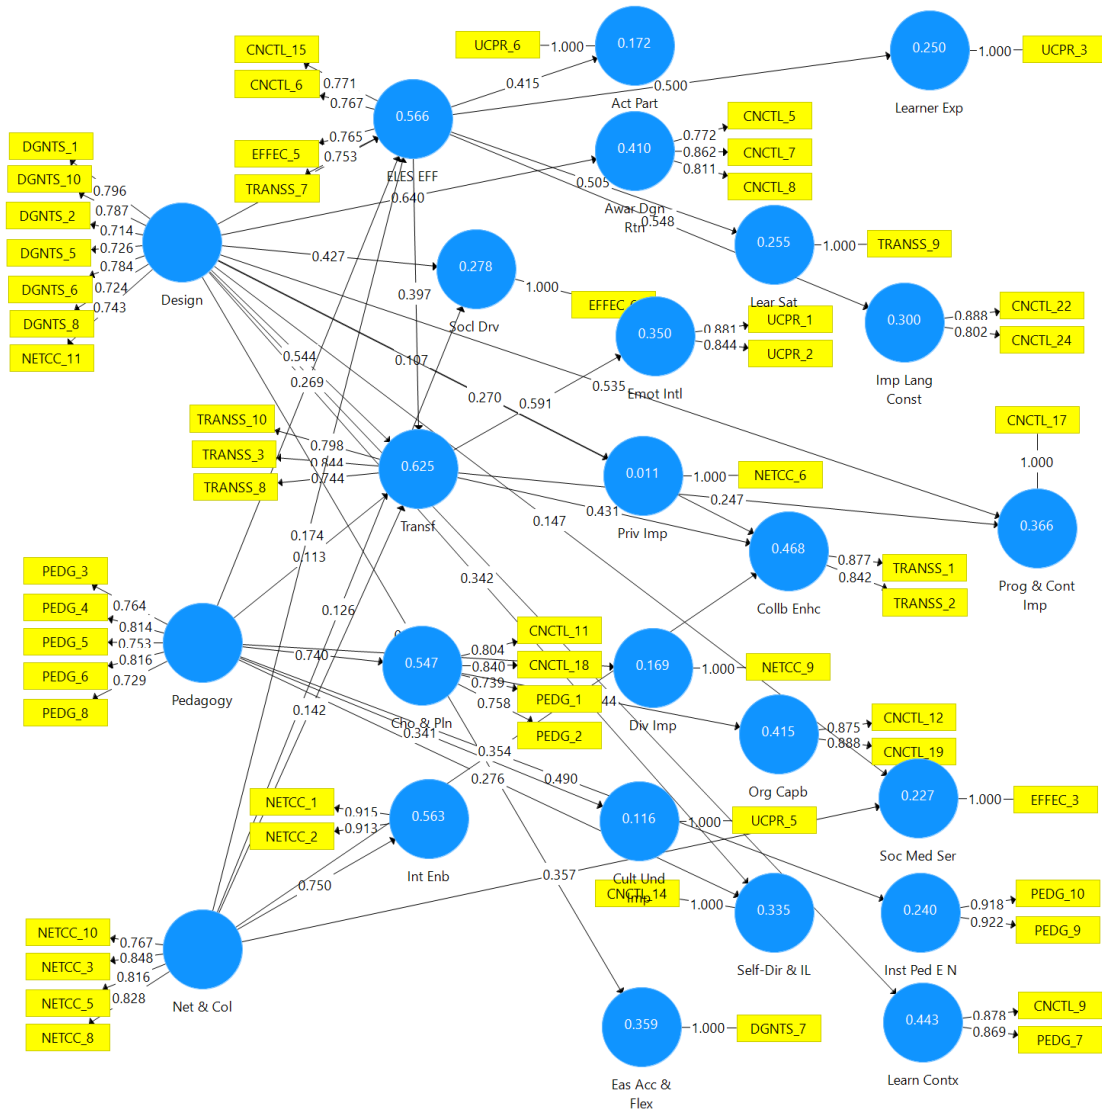 CNCTL_15
CNCTL_6
EFFEC_5
TRANSS_7
0.771
0.767
0.765
0.753
0.566
ELES EFF
UCPR_6
1.000
0.172
Act Part
0.415
0.500
0.250
Learner Exp
1.000
UCPR_3
0.410
Awar Dgn
Rtn
0.772
0.862
0.811
CNCTL_5
CNCTL_7
CNCTL_8
0.640
0.505
0.548
DGNTS_1
DGNTS_10
DGNTS_2
DGNTS_5
DGNTS_6
DGNTS_8
NETCC_11
0.796
0.787
0.714
0.726
0.784
0.724
0.743
Design
0.427
0.278
Socl Drv
1.000
EFFEC_6
0.397
0.255
Lear Sat
1.000
TRANSS_9
0.350
Emot Intl
0.881
0.844
UCPR_1
UCPR_2
0.300
Imp Lang
Const
0.888
0.802
CNCTL_22
CNCTL_24
0.544
0.269
0.107
0.270
0.591
0.535
TRANSS_10
TRANSS_3
TRANSS_8
0.798
0.844
0.744
0.625
Transf
0.011
Priv Imp
1.000
NETCC_6
0.247
0.431
0.147
CNCTL_17
1.000
0.366
Prog & Cont
Imp
0.468
Collb Enhc
0.877
0.842
TRANSS_1
TRANSS_2
0.174
0.113
0.342
0.126
PEDG_3
PEDG_4
PEDG_5
PEDG_6
PEDG_8
0.764
0.814
0.753
0.816
0.729
Pedagogy
0.740
0.547
Cho & Pln
0.804
0.840
0.739
0.758
CNCTL_11
CNCTL_18
PEDG_1
PEDG_2
44
0.169
Div Imp
1.000
NETCC_9
0.415
Org Capb
0.875
0.888
CNCTL_12
CNCTL_19
0.142
0.341
0.354
0.276
0.490
NETCC_1
NETCC_2
0.915
0.913
0.563
Int Enb
0.750
0.116
Cult Und
Imp
1.000
UCPR_5
0.227
Soc Med Ser
1.000
EFFEC_3
0.357
CNCTL_14
1.000
0.335
Self-Dir & IL
0.240
Inst Ped E N
0.918
0.922
PEDG_10
PEDG_9
NETCC_10
NETCC_3
NETCC_5
NETCC_8
0.767
0.848
0.816
0.828
Net & Col
0.359
Eas Acc &
Flex
1.000
DGNTS_7
0.443
Learn Contx
0.878
0.869
CNCTL_9
PEDG_7